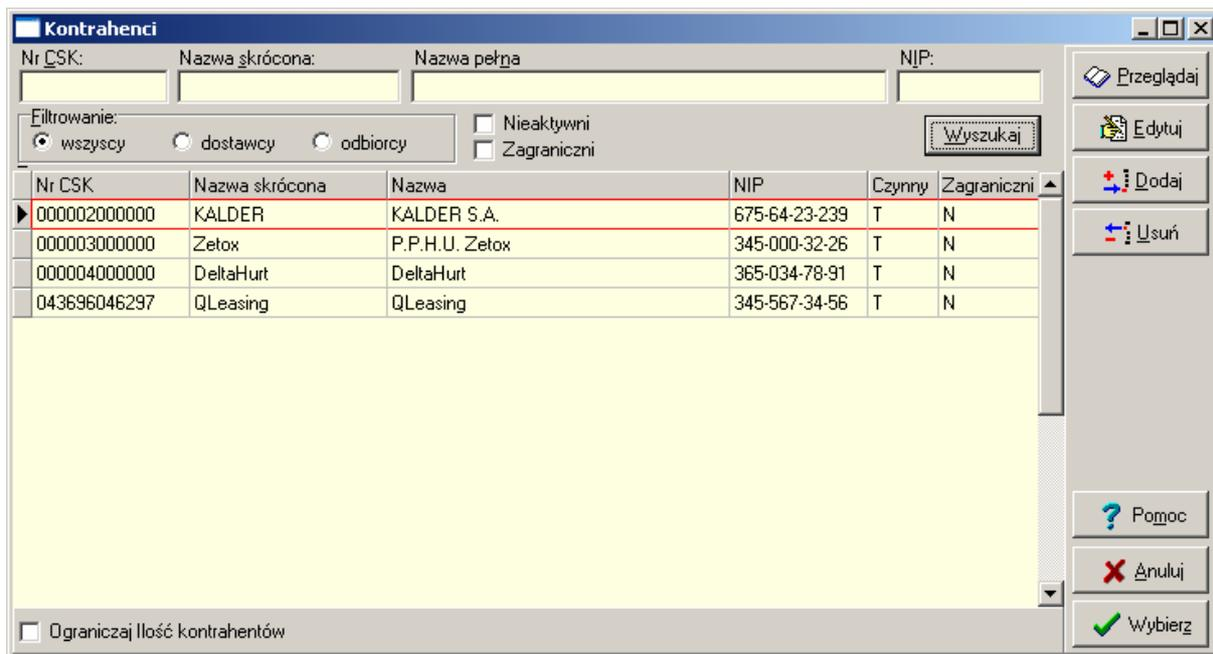 Kontrahenci
Nr CSK: Nazwa skrócona: Nazwa pełna NIP:
Przeglądaj
Filtrowanie:
wszyscy dostawcy odbiorcy Nieaktywni
Zagraniczni
Wyszukaj
Edytuj
Nr CSK Nazwa skrócona Nazwa NIP Czynny Zagraniczni
Dodaj
000002000000 KALDER KALDER S.A. 675-64-23-239 T N
000003000000 Zetox P.P.H.U. Zetox 345-000-32-26 T N
Usuń
000004000000 DeltaHurt DeltaHurt 365-034-78-91 T N
043696046297 QLeasing QLeasing 345-567-34-56 T N
Pomoc
Anuluj
Ograniczaj Ilość kontrahentów
Wybierz